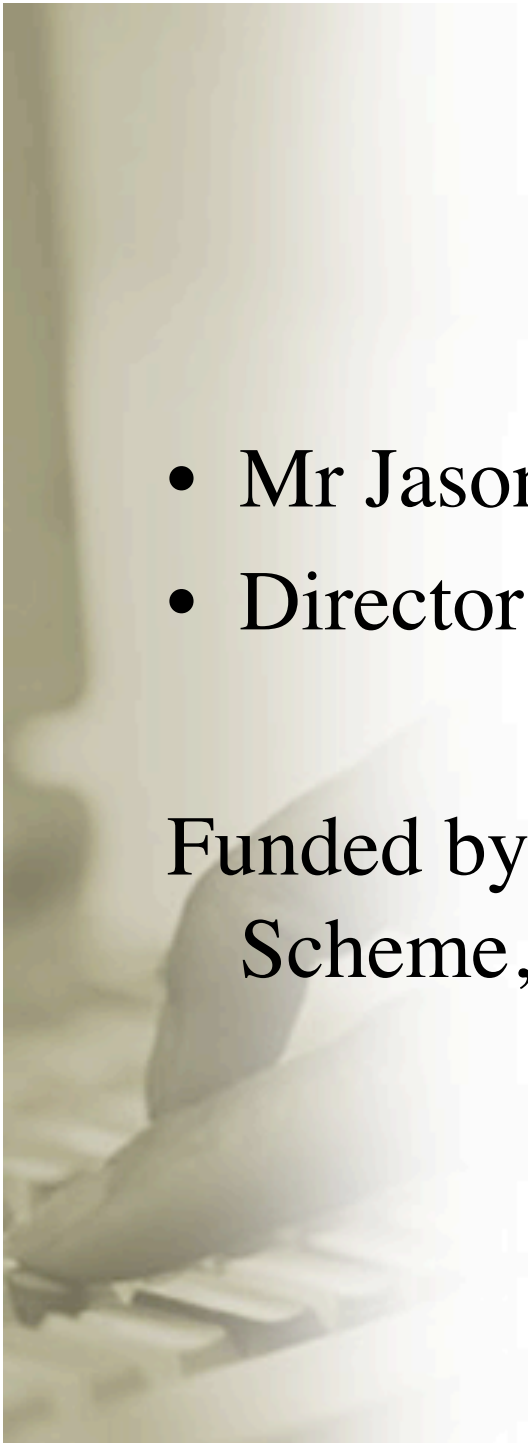 • Mr Jason
• Director
Funded by
Scheme,